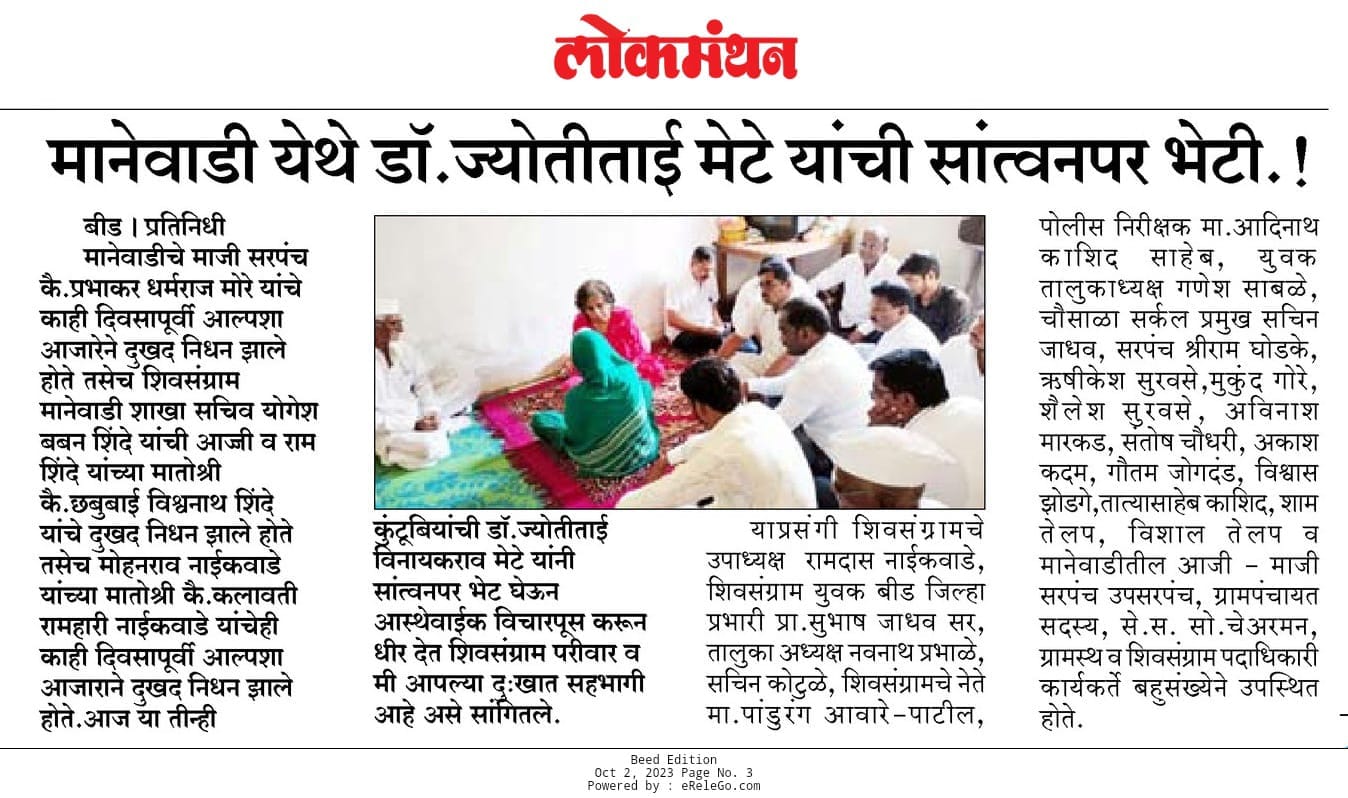 लोकमंथन
मानेवाडी येथे डॉ.ज्योतीताई मेटे यांची सांत्वनपर भेटी.!
बीड । प्रतिनिधी
मानेवाडीचे माजी सरपंच
कै.प्रभाकर धर्मराज मोरे यांचे
काही दिवसापूर्वी आल्पशा
आजारेने दुखद निधन झाले
होते तसेच शिवसंग्राम
मानेवाडी शाखा सचिव योगेश
बबन शिंदे यांची आज्जी व राम
शिंदे यांच्या मातोश्री
कै.छबुबाई विश्वनाथ शिंदे
यांचे दुखद निधन झाले होते
तसेच मोहनराव नाईकवाडे
यांच्या मातोश्री कै.कलावती
रामहारी नाईकवाडे यांचेही
काही दिवसापूर्वी आल्पशा
आजाराने दुखद निधन झाले
होते.आज या तीन्ही
कुंटूबियांची डॉ.ज्योतीताई
विनायकराव मेटे यांनी
सांत्वनपर भेट घेऊन
आस्थेवाईक विचारपूस करून
धीर देत शिवसंग्राम परीवार व
मी आपल्या दुःखात सहभागी
आहे असे सांगितले.
याप्रसंगी शिवसंग्रामचे
उपाध्यक्ष रामदास नाईकवाडे,
शिवसंग्राम युवक बीड जिल्हा
प्रभारी प्रा.सुभाष जाधव सर,
तालुका अध्यक्ष नवनाथ प्रभाळे,
सचिन कोटुळे, शिवसंग्रामचे नेते
मा.पांडुरंग आवारे-पाटील,
पोलीस निरीक्षक मा.आदिनाथ
काशिद साहेब, युवक
तालुकाध्यक्ष गणेश साबळे,
चौसाळा सर्कल प्रमुख सचिन
जाधव, सरपंच श्रीराम घोडके,
ऋषीकेश सुरवसे,मुकुंद गोरे,
शैलेश सुरवसे, अविनाश
मारकड, सतोष चौधरी, अकाश
कदम, गौतम जोगदंड, विश्वास
झोडगे,तात्यासाहेब काशिद, शाम
तेलप, विशाल तेलप व
मानेवाडीतील आजी - माजी
सरपंच उपसरपंच, ग्रामपंचायत
सदस्य, से.स. सो.चेअरमन,
ग्रामस्थ व शिवसंग्राम पदाधिकारी
कार्यकर्ते बहुसंख्येने उपस्थित
होते.
Beed Edition
Oct 2, 2023 Page No. 3
Powered by : eReleGo.com